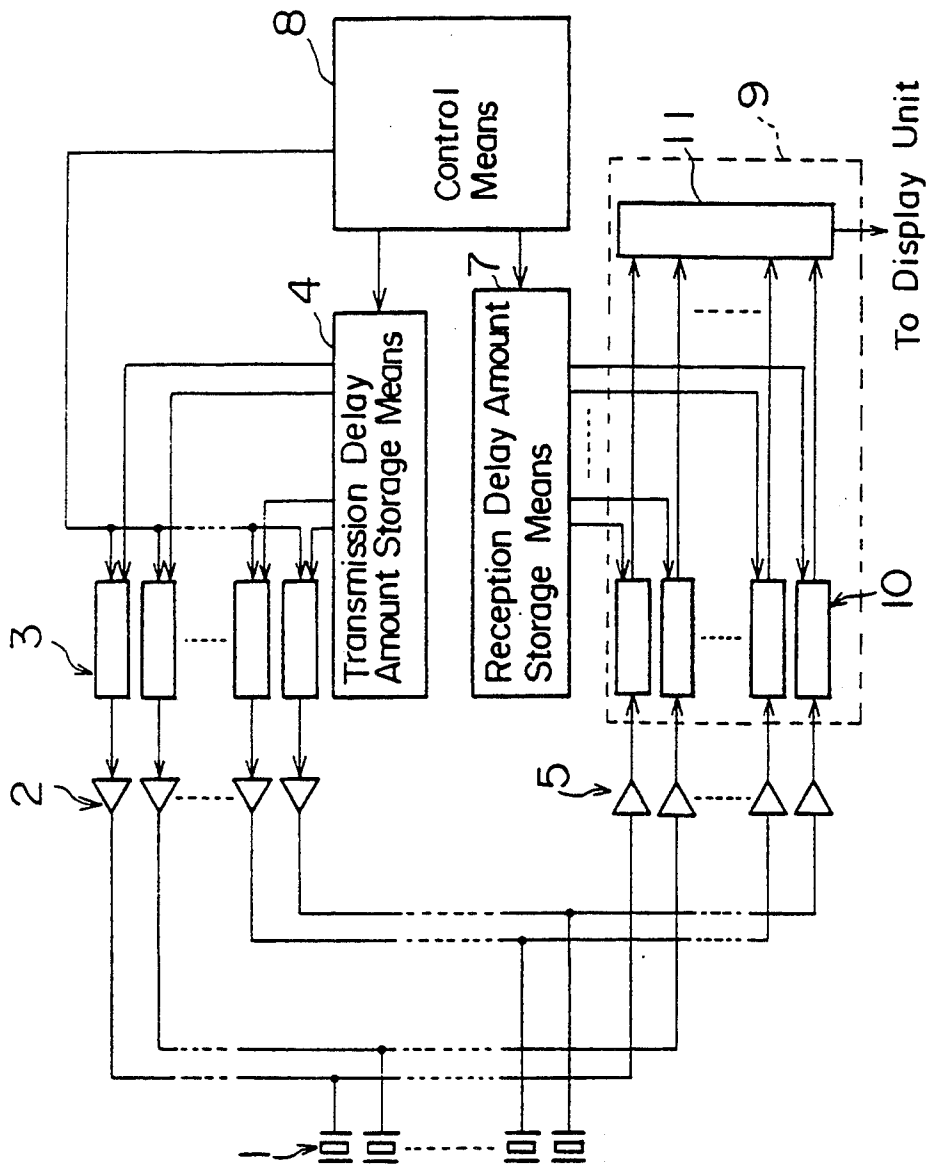 8
Control
Means
3
4
Transmission Delay
Amount Storage Means
2
7
Reception Delay Amount
Storage Means
9
11
5
10
1
To Display Unit